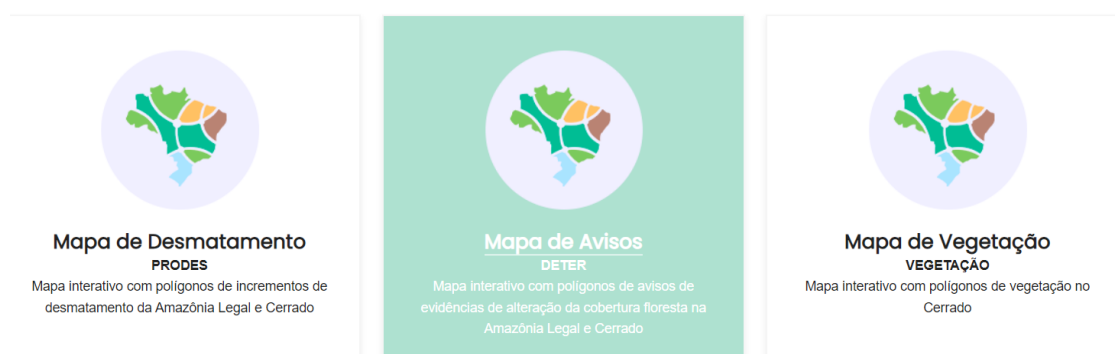 Mapa de Desmatamento
PRODES
Mapa interativo com polígonos de incrementos de
desmatamento da Amazônia Legal e Cerrado
Mapa de Avisos
DETER
Mapa interativo com polígonos de avisos de
evidências de alteração da cobertura floresta na
Amazônia Legal e Cerrado
Mapa de Vegetação
VEGETAÇÃO
Mapa interativo com polígonos de vegetação no
Cerrado